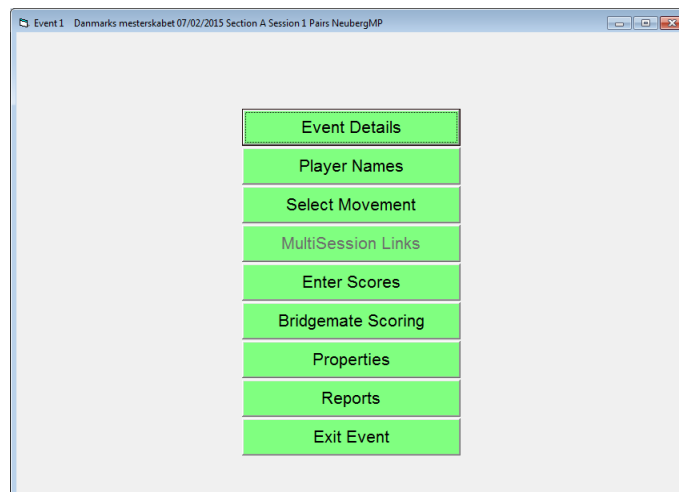 Event 1 Danmarks mesterskabet 07/02/2015 Section A Session 1 Pairs NeubergMP
Event Details
Player Names
Select Movement
MultiSession Links
Enter Scores
Bridgemate Scoring
Properties
Reports
Exit Event